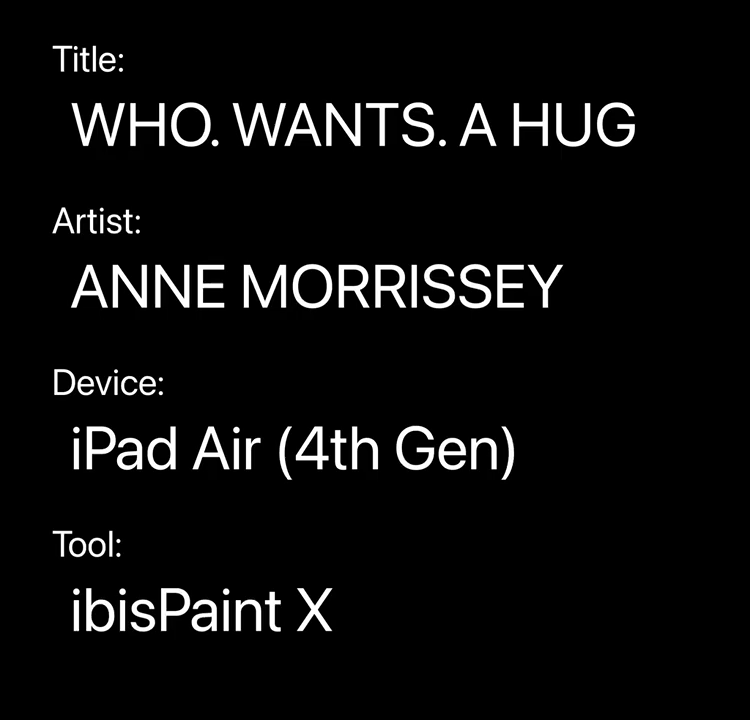 Title:
WHO. WANTS. A HUG
Artist:
ANNE MORRISSEY
Device:
iPad Air (4th Gen)
Tool:
ibisPaint X